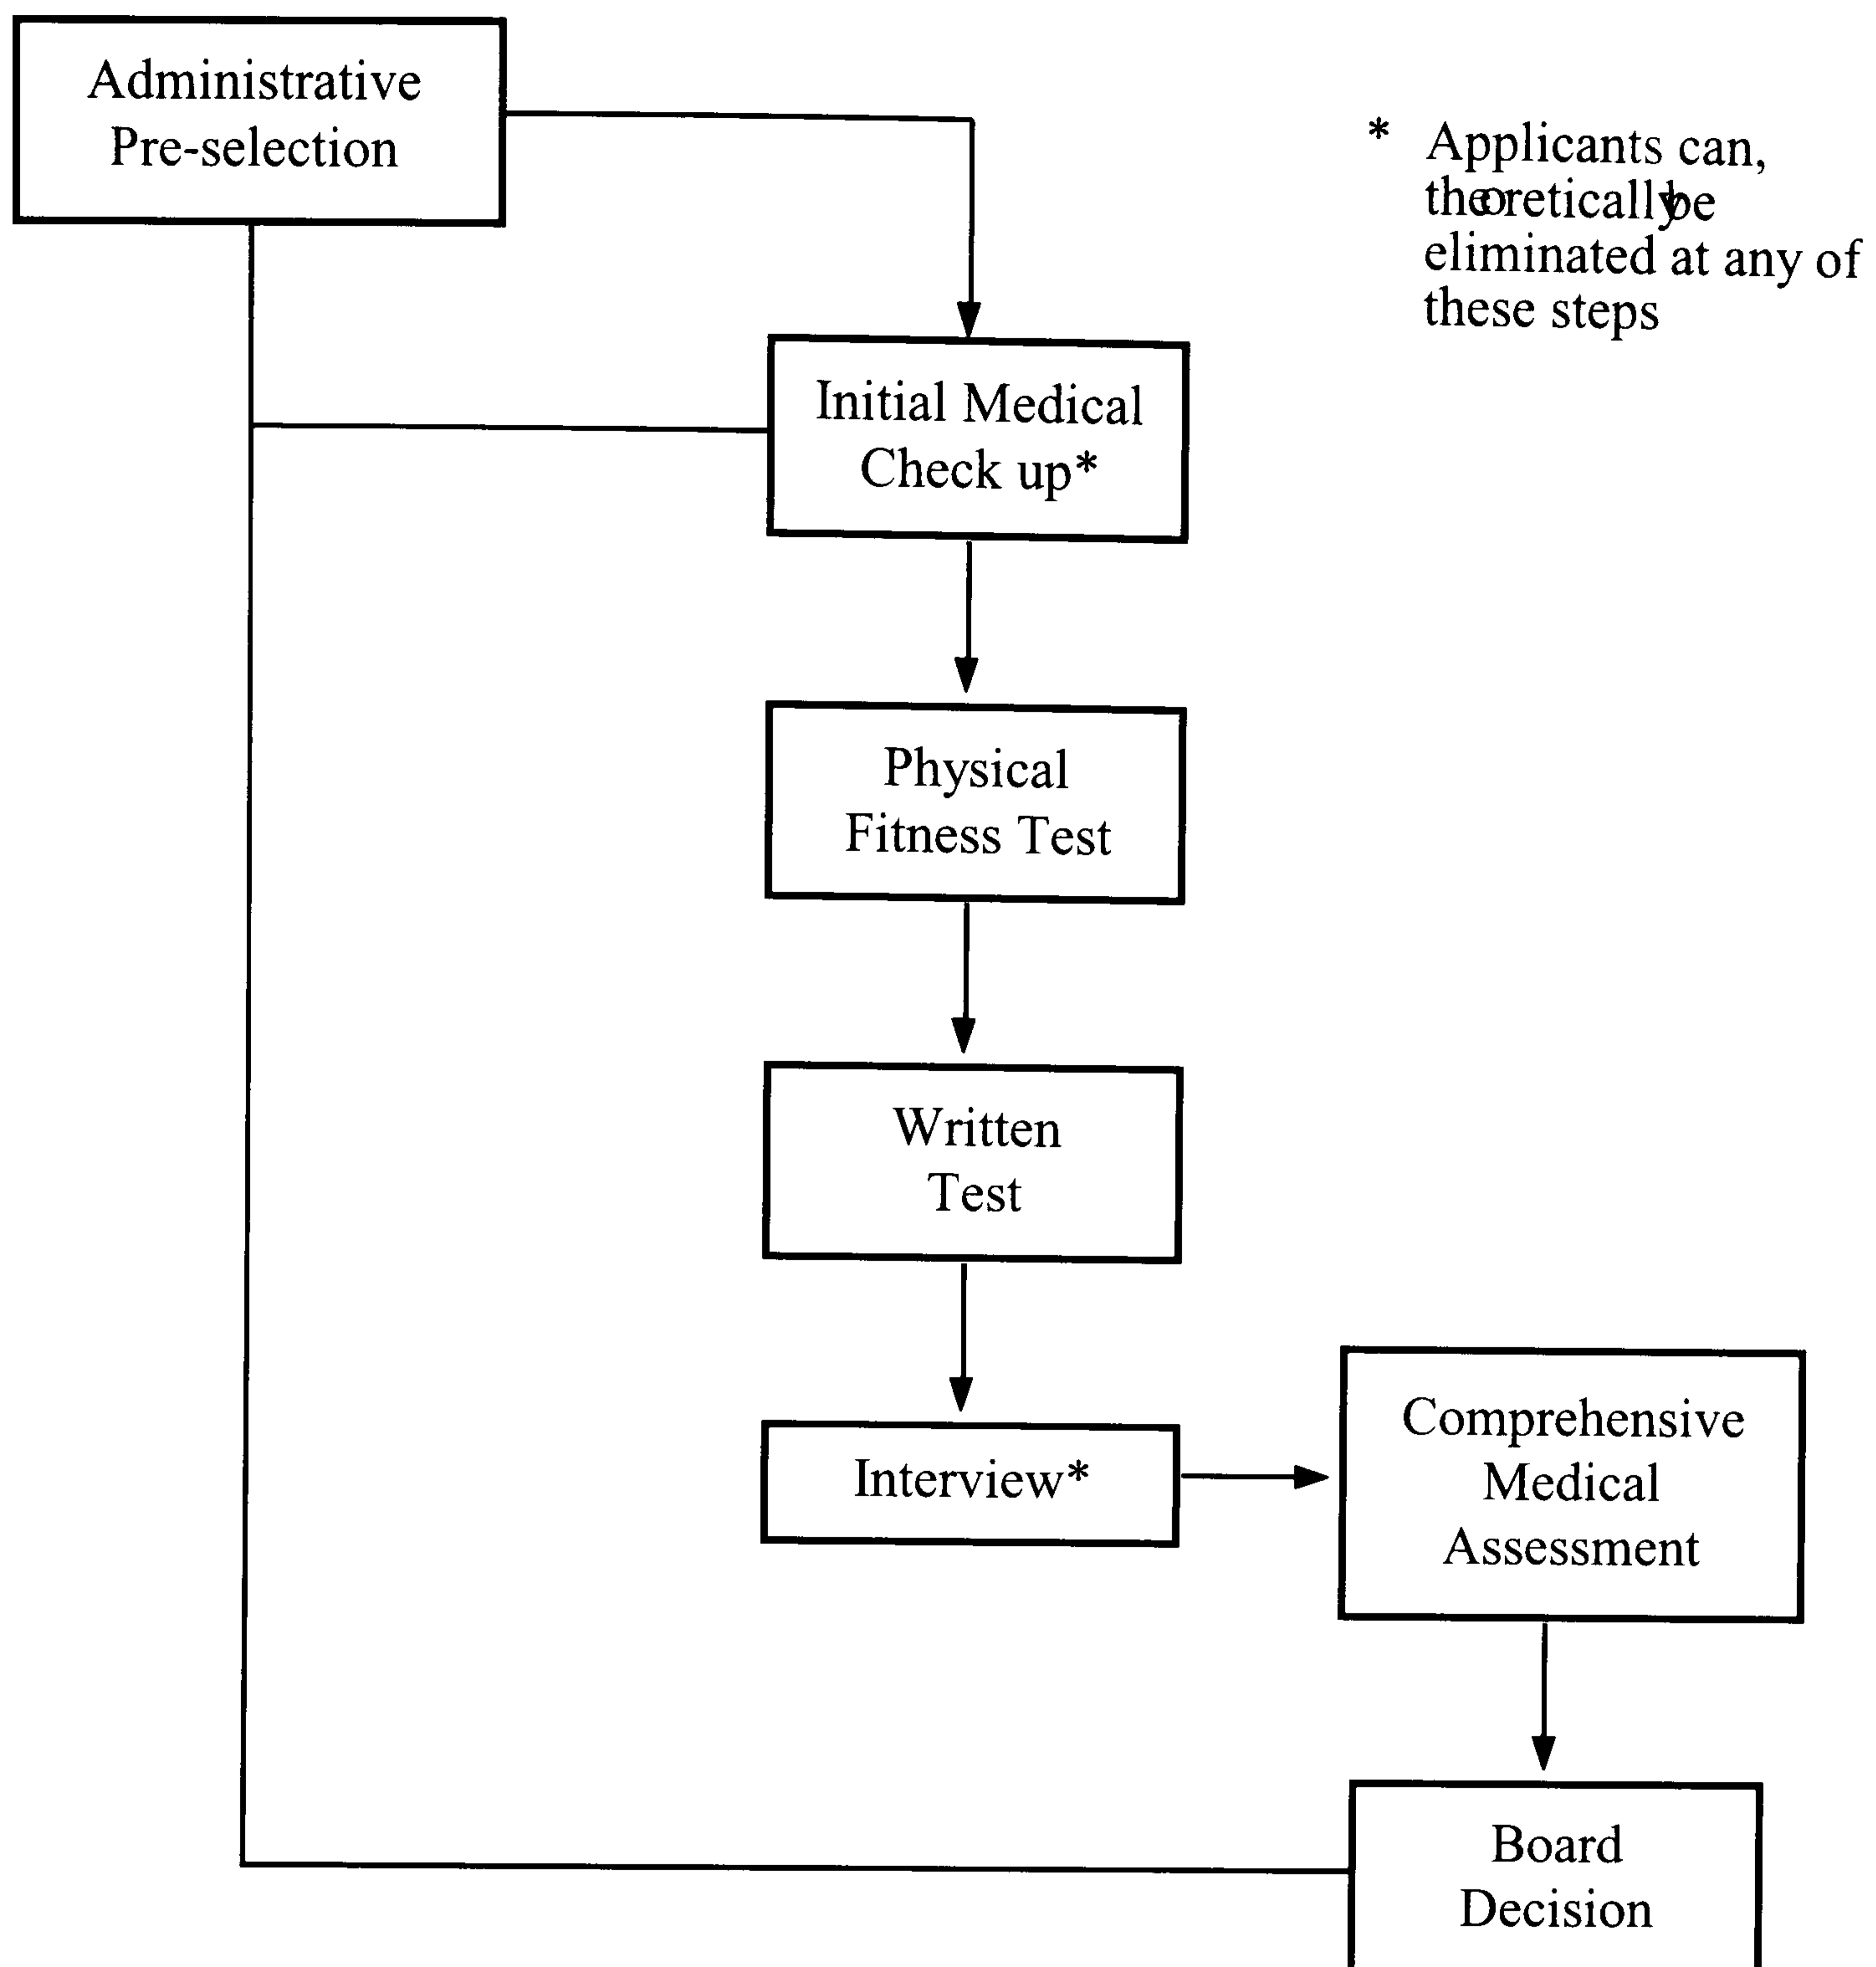 Administrative
Pre-selection
* Applicants can,
theoretically be
eliminated at any of
these steps
Initial Medical
Check up*
Physical
Fitness Test
Written
Test
Interview*
Comprehensive
Medical
Assessment
Board
Decision